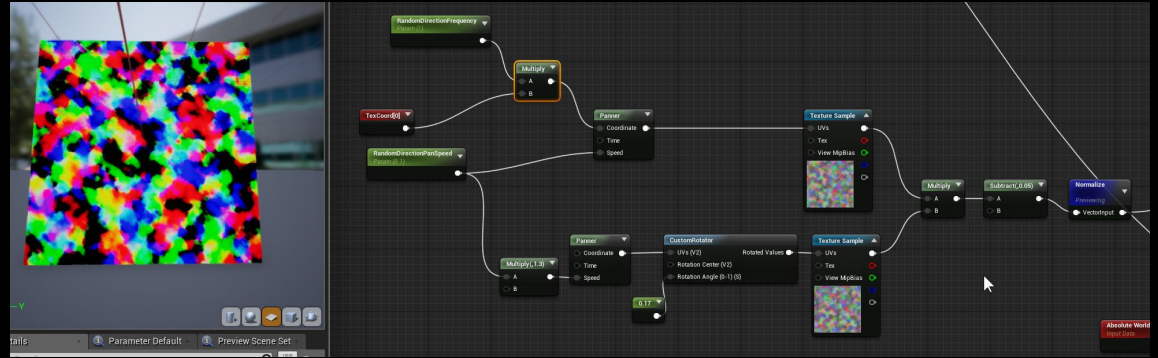 RandomDirectionFrequency
Param (1)
Multiply
A
B
TexCoord[0]
Panner
Coordinate
Time
Speed
RandomDirectionPanSpeed
Param (0.1)
Texture Sample
UVs
Tex
View MipBias
Multiply
A
B
Subtract(,0.05)
A
B
Normalize
Previewing
VectorInput
Multiply(,1.3)
A
B
Panner
Coordinate
Time
Speed
CustomRotator
UVs (V2)
Rotated Values
Rotation Center (V2)
Rotation Angle (0-1) (S)
0.17
Texture Sample
UVs
Tex
View MipBias
Y
tails
Parameter Default
Preview Scene Set
Absolute World
Input Data